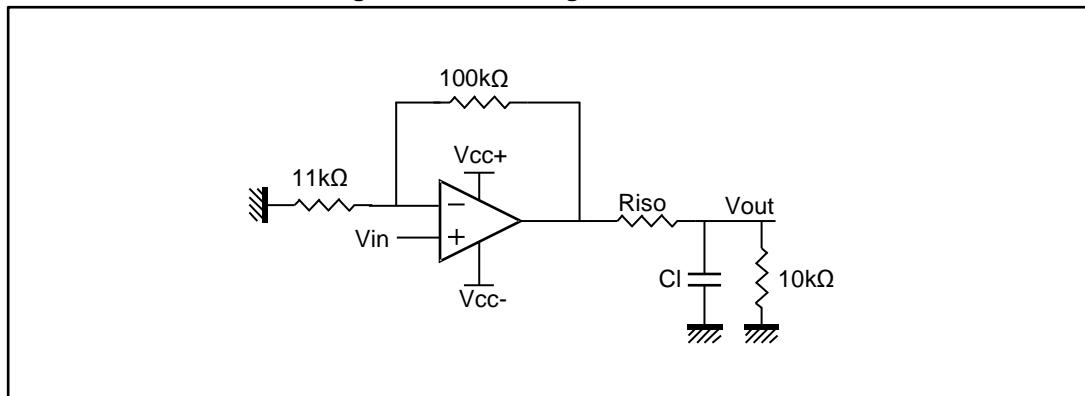 100kΩ
Vcc+
11kΩ
Riso
Vout
−
Vin
+
Cl
10kΩ
Vcc-